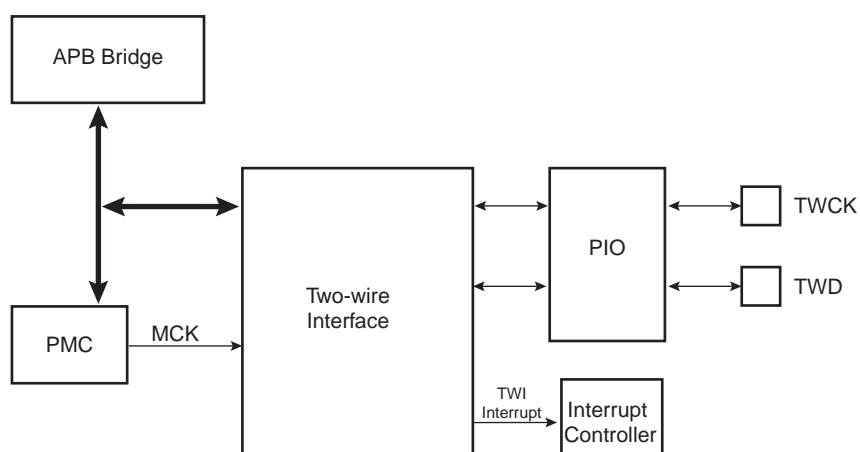 APB Bridge
TWCK
PIO
TWD
Two-wire
Interface
PMC
MCK
TWI
Interrupt
Interrupt
Controller